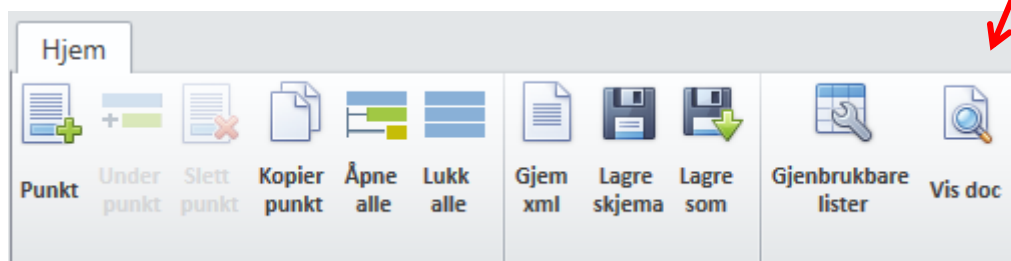 Hjem
Punkt
Under
punkt
Slett
punkt
Kopier
punkt
Åpne
alle
Lukk
alle
Gjem
xml
Lagre
skjema
Lagre
som
Gjenbrukbare
lister
Vis doc